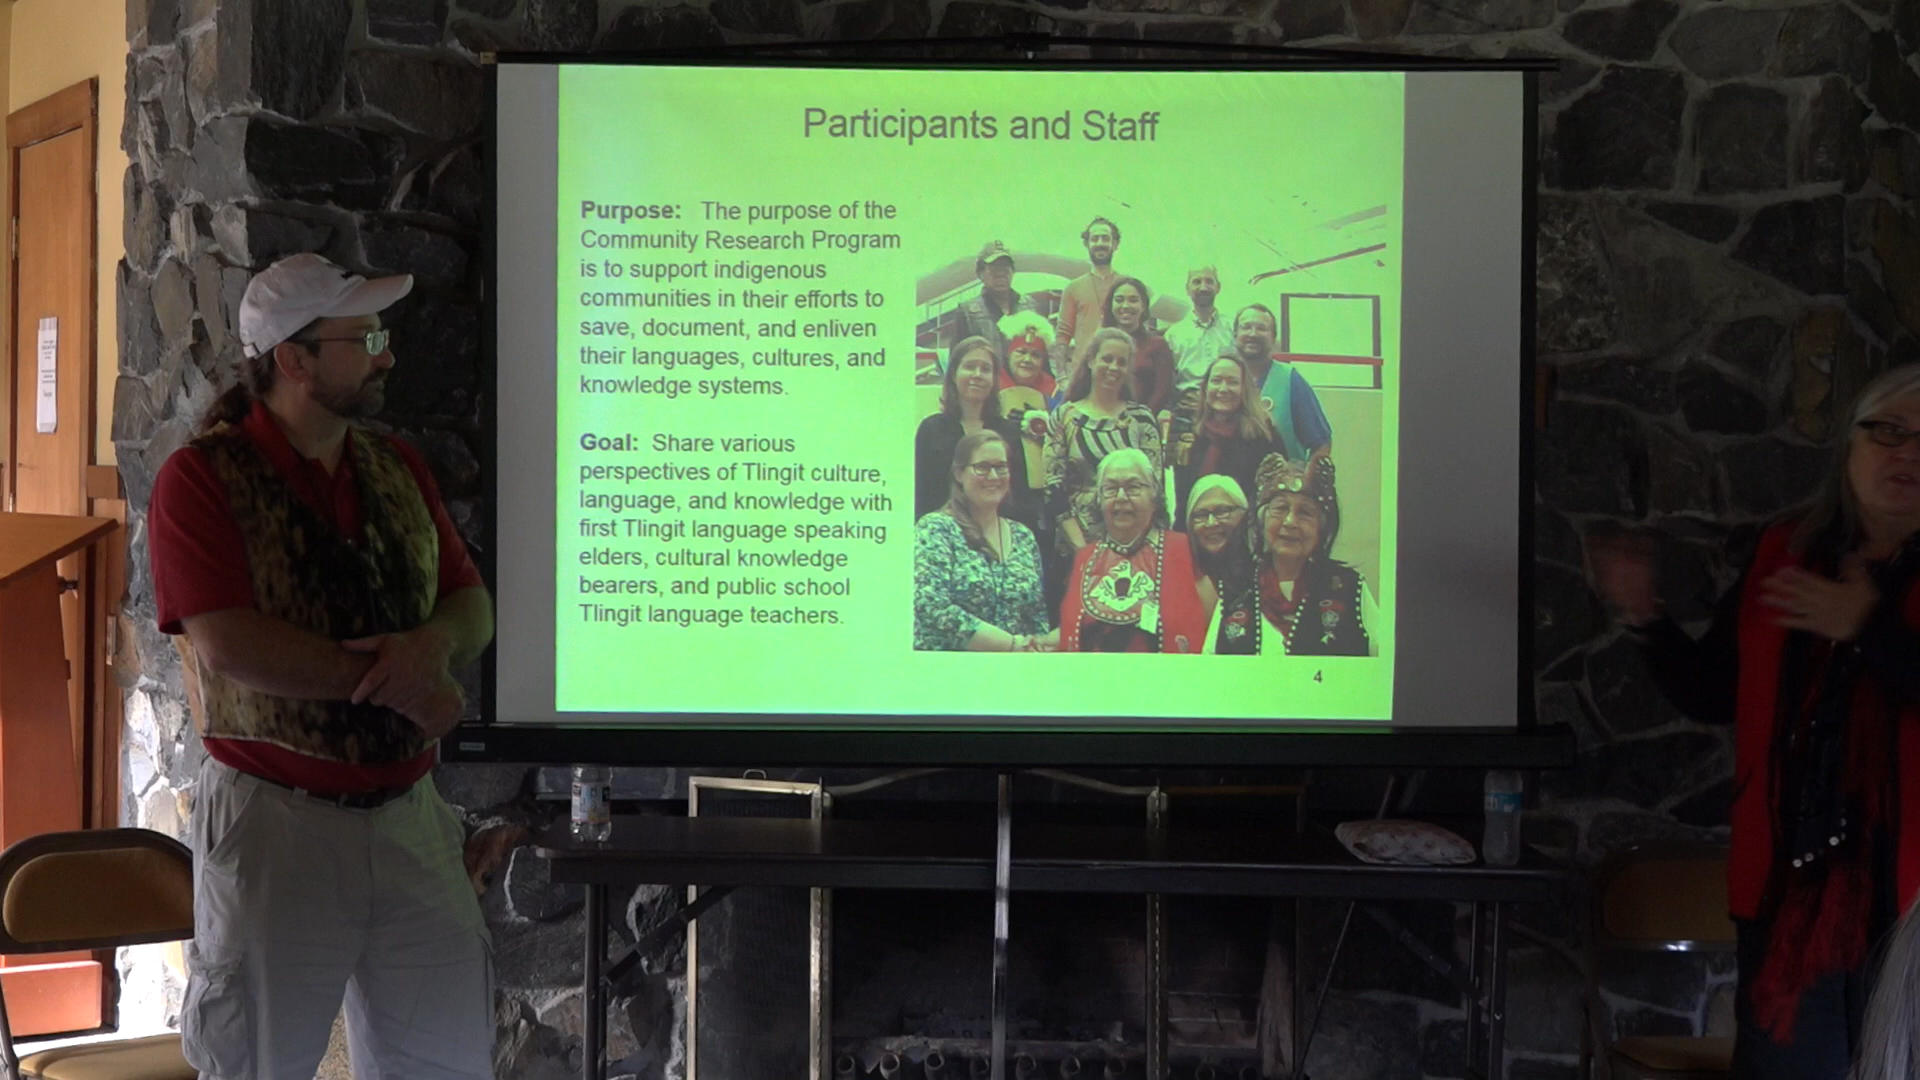 Participants and Staff
Purpose: The purpose of the
Community Research Program
is to support indigenous
communities in their efforts to
save, document, and enliven
their languages, cultures, and
knowledge systems.
Goal: Share various
perspectives of Tlingit culture,
language, and knowledge with
first Tlingit language speaking
elders, cultural knowledge
bearers, and public school
Tlingit language teachers.
4